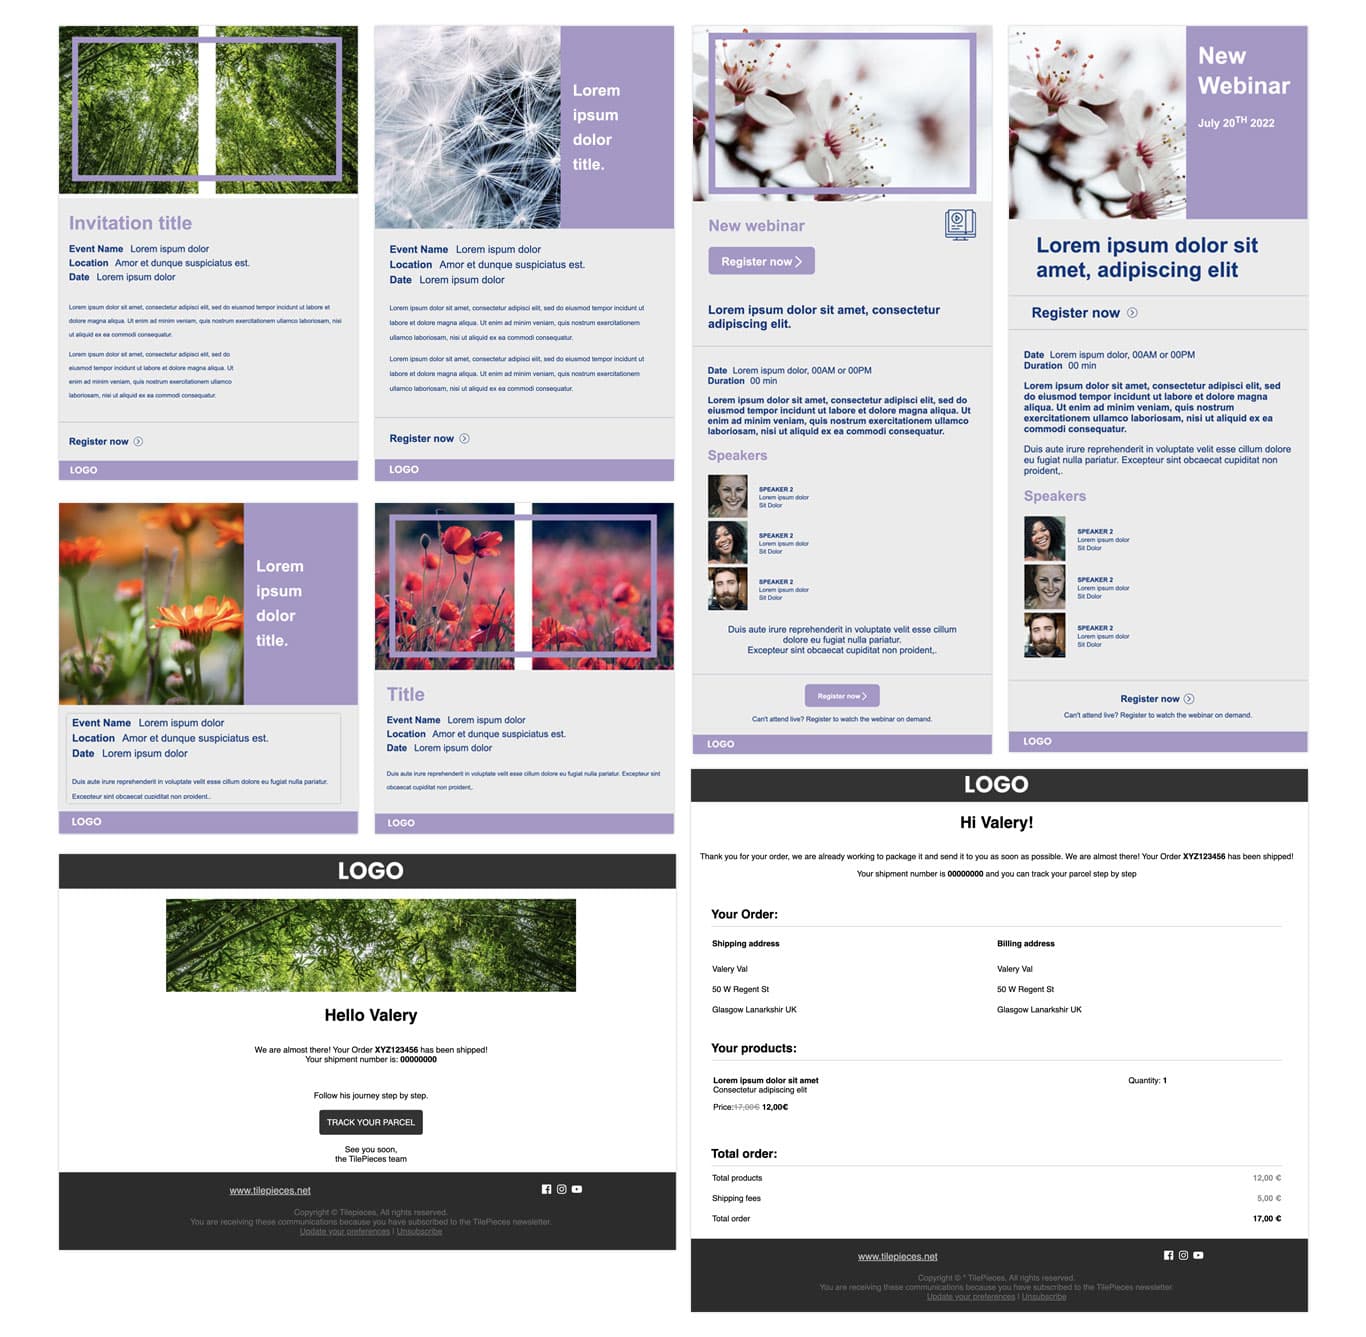 Invitation title
Event Name Lorem ispum dolor
Location Amor et dunque suspiciatus est.
Date Lorem ipsum dolor
Lorem ipsum dolor sit amet, consectetur adipisci elit, sed do eiusmod tempor incidunt ut labore et
dolore magna aliqua. Ut enim ad minim veniam, quis nostrum exercitationem ullamco laboriosam, nisi
ut aliquid ex ea commodi consequatur.
Lorem ipsum dolor sit amet, consectetur adipisci elit, sed do
eiusmod tempor incidunt ut labore et dolore magna aliqua. Ut
enim ad minim veniam, quis nostrum exercitationem ullamco
laboriosam, nisi ut aliquid ex ea commodi consequatur.
Register now
LOGO
Lorem
ipsum
dolor
title.
Event Name Lorem ispum dolor
Location Amor et dunque suspiciatus est.
Date Lorem ipsum dolor
Lorem ipsum dolor sit amet, consectetur adipisci elit, sed do eiusmod tempor incidunt ut
labore et dolore magna aliqua. Ut enim ad minim veniam, quis nostrum exercitationem
ullamco laboriosam, nisi ut aliquid ex ea commodi consequatur.
Lorem ipsum dolor sit amet, consectetur adipisci elit, sed do eiusmod tempor incidunt ut
labore et dolore magna aliqua. Ut enim ad minim veniam, quis nostrum exercitationem
ullamco laboriosam, nisi ut aliquid ex ea commodi consequatur.
Register now
LOGO
New webinar
Register now
Lorem ipsum dolor sit amet, consectetur
adipiscing elit.
Date Lorem ipsum dolor, 00AM or 00PM
Duration 00 min
Lorem ipsum dolor sit amet, consectetur adipisci elit, sed do
eiusmod tempor incidunt ut labore et dolore magna aliqua. Ut
enim ad minim veniam, quis nostrum exercitationem ullamco
laboriosam, nisi ut aliquid ex ea commodi consequatur.
Speakers
SPEAKER 2
Lorem ipsum dolor
Sit Dolor
SPEAKER 2
Lorem ipsum dolor
Sit Dolor
SPEAKER 2
Lorem ipsum dolor
Sit Dolor
Duis aute irure reprehenderit in voluptate velit esse cillum
dolore eu fugiat nulla pariatur.
Excepteur sint obcaecat cupiditat non proident,.
Register now
Can't attend live? Register to watch the webinar on demand.
LOGO
New
Webinar
July 20TH 2022
Lorem ipsum dolor sit
amet, adipiscing elit
Register now
Date Lorem ispum dolor, 00AM or 00PM
Duration 00 min
Lorem ipsum dolor sit amet, consectetur adipisci elit, sed
do eiusmod tempor incidunt ut labore et dolore magna
aliqua. Ut enim ad minim veniam, quis nostrum
exercitationem ullamco laboriosam, nisi ut aliquid ex ea
commodi consequatur.
Duis aute irure reprehenderit in voluptate velit esse cillum dolore
eu fugiat nulla pariatur. Excepteur sint obcaecat cupiditat non
proident,.
Speakers
SPEAKER 2
Lorem ipsum dolor
Sit Dolor
SPEAKER 2
Lorem ipsum dolor
Sit Dolor
SPEAKER 2
Lorem ipsum dolor
Sit Dolor
Register now
Can't attend live? Register to watch the webinar on demand.
LOGO
Lorem
ipsum
dolor
title.
Event Name Lorem ispum dolor
Location Amor et dunque suspiciatus est.
Date Lorem ipsum dolor
Duis aute irure reprehenderit in voluptate velit esse cillum dolore eu fugiat nulla pariatur.
Excepteur sint obcaecat cupiditat non proident,.
LOGO
Title
Event Name Lorem ispum dolor
Location Amor et dunque suspiciatus est.
Date Lorem ipsum dolor
Duis aute irure reprehenderit in voluptate velit esse cillum dolore eu fugiat nulla pariatur. Excepteur sint
obcaecat cupiditat non proident,.
LOGO
LOGO
Hello Valery
We are almost there! Your Order XYZ123456 has been shipped!
Your shipment number is: 00000000
Follow his journey step by step.
TRACK YOUR PARCEL
See you soon,
the TilePieces team
www.tilepieces.net
Copyright © Tilepieces, All rights reserved.
You are receiving these communications because you have subscribed to the TilePieces newsletter.
Update your preferences | Unsubscribe
LOGO
Hi Valery!
Thank you for your order, we are already working to package it and send it to you as soon as possible. We are almost there! Your Order XYZ123456 has been shipped!
Your shipment number is 00000000 and you can track your parcel step by step
Your Order:
Shipping address Billing address
Valery Val Valery Val
50 W Regent St 50 W Regent St
Glasgow Lanarkshir UK Glasgow Lanarkshir UK
Your products:
Lorem ipsum dolor sit amet Quantity: 1
Consectetur adipiscing elit
Price:17,00€ 12,00€
Total order:
Total products 12,00 €
Shipping fees 5,00 €
Total order 17,00 €
www.tilepieces.net
Copyright © * TilePieces, All rights reserved.
You are receiving these communications because you have subscribed to the TilePieces newsletter.
Update your preferences | Unsubscribe